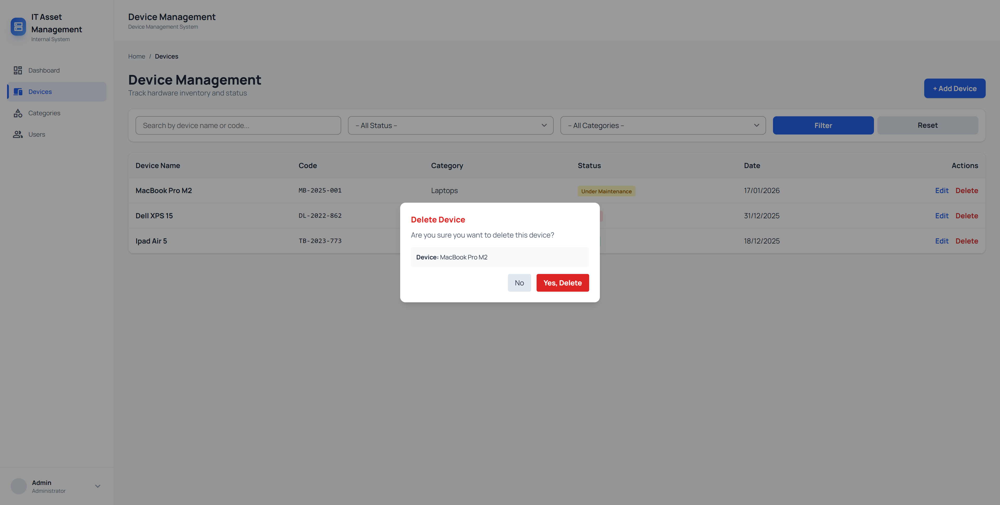 IT Asset
Management
Internal System
Dashboard
Devices
Categories
Users
Admin
Administrator
Device Management
Device Management System
Home / Devices
Device Management
Track hardware inventory and status
+ Add Device
Search by device name or code...
– All Status –
– All Categories –
Filter
Reset
Device Name Code Category Status Date Actions
MacBook Pro M2 MB-2025-001 Laptops Under Maintenance 17/01/2026 Edit Delete
Dell XPS 15 DL-2022-862 31/12/2025 Edit Delete
Ipad Air 5 TB-2023-773 18/12/2025 Edit Delete
Delete Device
Are you sure you want to delete this device?
Device: MacBook Pro M2
No
Yes, Delete